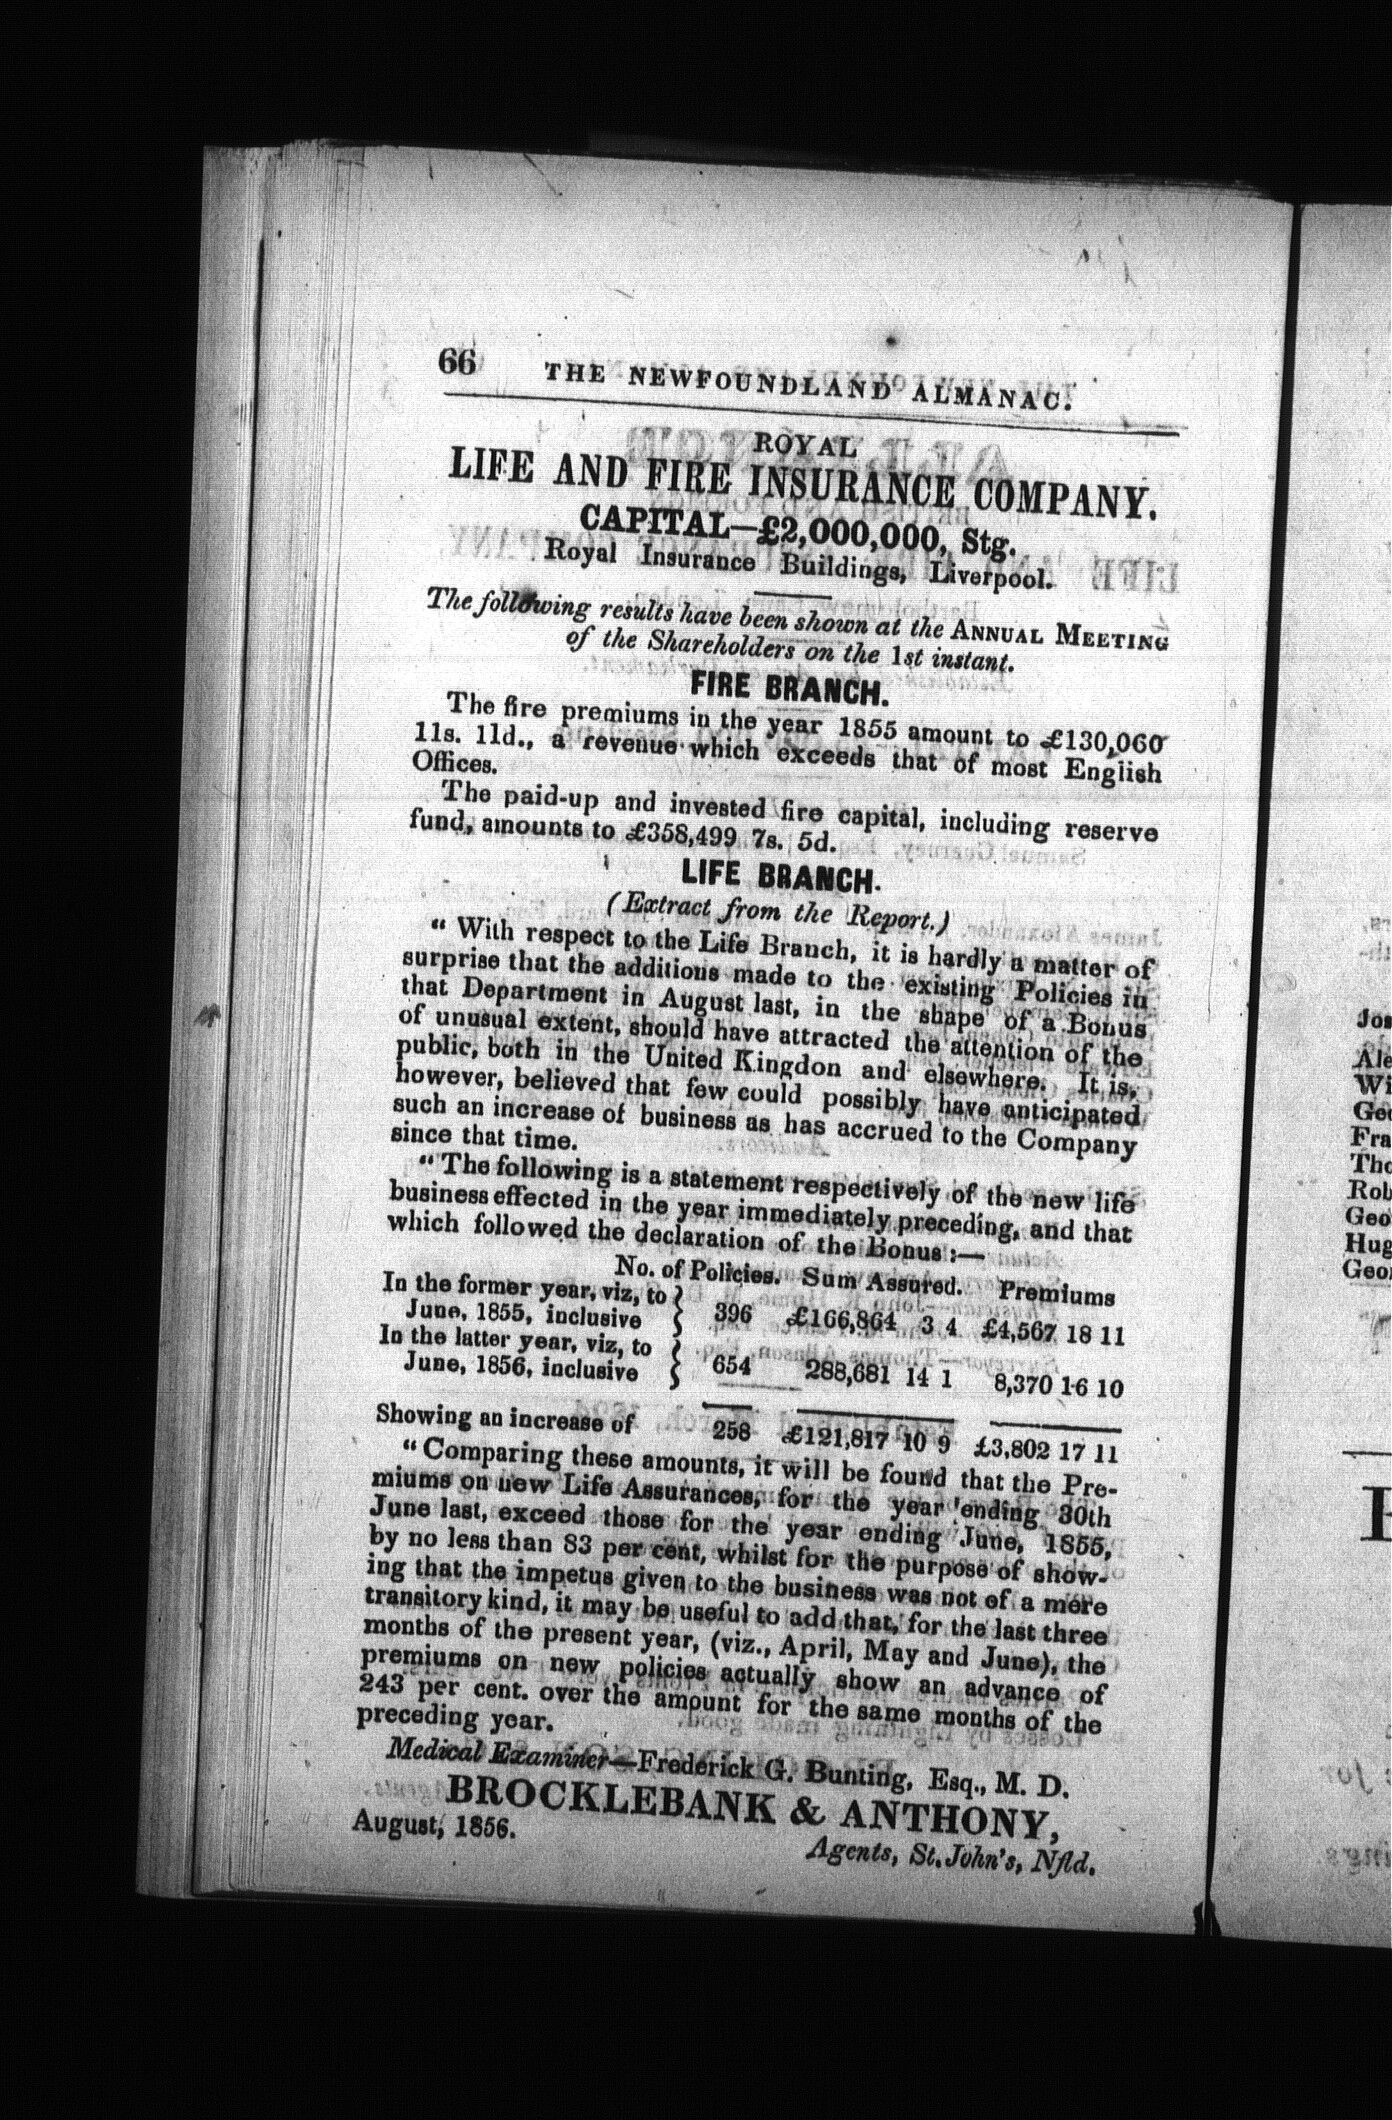 66 THE NEWFOUNDLAND ALMANAC.
ROYAL
LIFE AND FIRE INSURANCE COMPANY.
CAPITAL—£2,000,000, Stg.
Royal Insurance Buildings, Liverpool.
The following results have been shown at the ANNUAL MEETING
of the Shareholders on the 1st instant.
FIRE BRANCH.
The fire premiums in the year 1855 amount to £130,060
11s. 11d., a revenue which exceeds that of most English
Offices.
The paid-up and invested fire capital, including reserve
fund, amounts to £358,499 7s. 5d.
LIFE BRANCH.
(Extract from the Report.)
“ With respect to the Life Branch, it is hardly a matter of
surprise that the additions made to the existing Policies in
that Department in August last, in the shape of a Bonus
of unusual extent, should have attracted the attention of the
public, both in the United Kingdon and elsewhere. It is,
however, believed that few could possibly have anticipated
such an increase of business as has accrued to the Company
since that time.
“ The following is a statement respectively of the new life
business effected in the year immediately preceding, and that
which followed the declaration of the Bonus :—
No. of Policies. Sum Assured. Premiums
In the former year, viz, to
June, 1855, inclusive } 396 £166,864 3 4 £4,567 18 11
In the latter year, viz, to
June, 1856, inclusive } 654 288,681 14 1 8,370 16 10
Showing an increase of 258 £121,817 10 9 £3,802 17 11
“ Comparing these amounts, it will be found that the Pre-
miums on new Life Assurances, for the year ending 30th
June last, exceed those for the year ending June, 1855,
by no less than 83 per cent, whilst for the purpose of show-
ing that the impetus given to the business was not of a mere
transitory kind, it may be useful to add that, for the last three
months of the present year, (viz., April, May and June), the
premiums on new policies actually show an advance of
243 per cent. over the amount for the same months of the
preceding year.
Medical Examiner—Frederick G. Bunting, Esq., M. D.
BROCKLEBANK & ANTHONY,
August, 1856.
Agents, St. John's, Nfld.
Jos
Ale
Wi
Geo
Fra
Tho
Rob
Geo
Hug
Geor